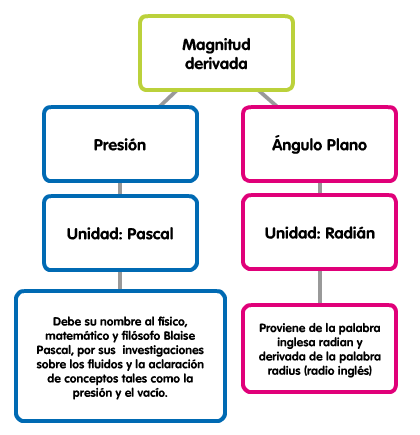 Magnitud
derivada
Presión
Ángulo Plano
Unidad: Pascal
Unidad: Radián
Debe su nombre al físico,
matemático y filósofo Blaise
Pascal, por sus investigaciones
sobre los fluidos y la aclaración
de conceptos tales como la
presión y el vacío.
Proviene de la palabra
inglesa radian y
derivada de la palabra
radius (radio inglés)